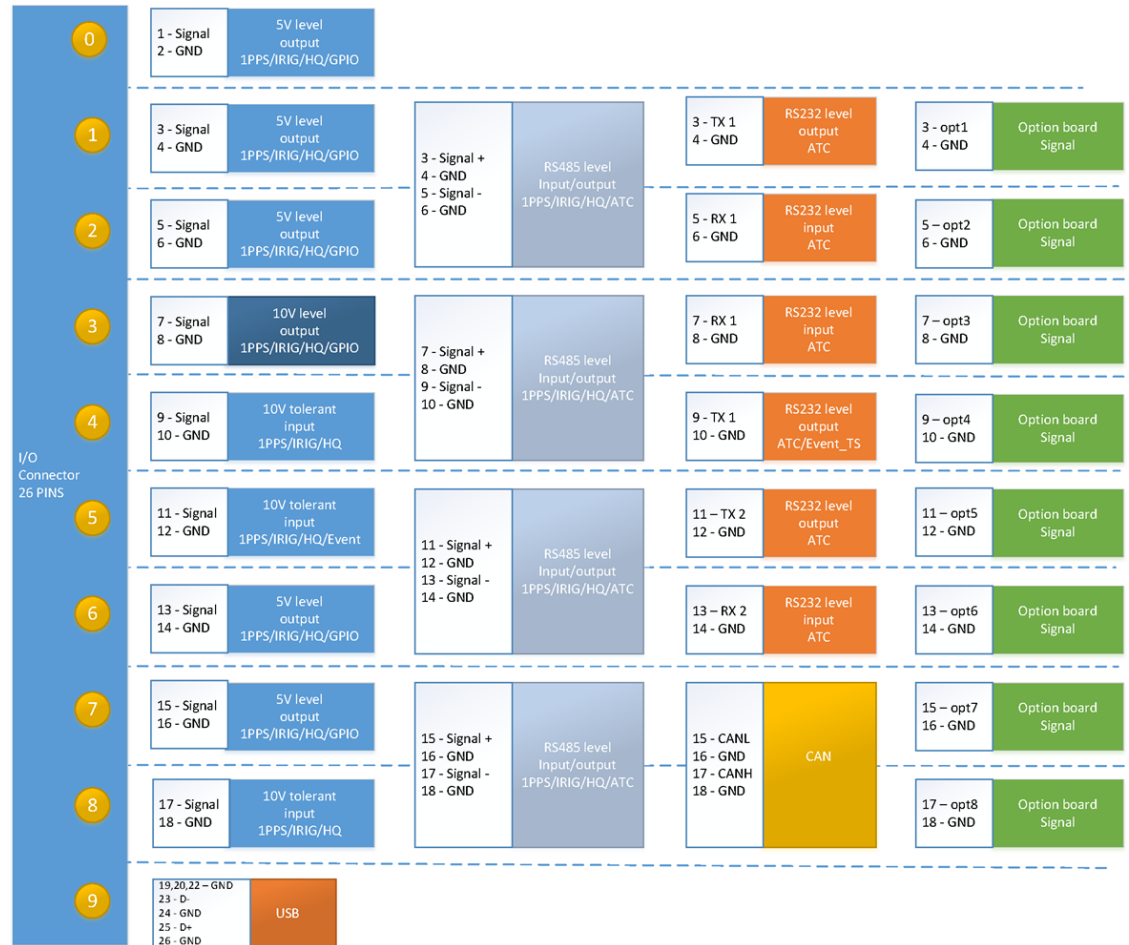 I/O
Connector
26 PINS
0
1 - Signal
2 - GND
5V level
output
1PPS/IRIG/HQ/GPIO
1
3 - Signal
4 - GND
5V level
output
1PPS/IRIG/HQ/GPIO
3 - Signal +
4 - GND
5 - Signal -
6 - GND
RS485 level
Input/output
1PPS/IRIG/HQ/ATC
3 - TX 1
4 - GND
RS232 level
output
ATC
3 - opt1
4 - GND
Option board
Signal
2
5 - Signal
6 - GND
5V level
output
1PPS/IRIG/HQ/GPIO
5 - RX 1
6 - GND
RS232 level
input
ATC
5 – opt2
6 - GND
Option board
Signal
3
7 - Signal
8 - GND
10V level
output
1PPS/IRIG/HQ/GPIO
7 - Signal +
8 - GND
9 - Signal -
10 - GND
RS485 level
Input/output
1PPS/IRIG/HQ/ATC
7 - RX 1
8 - GND
RS232 level
input
ATC
7 – opt3
8 - GND
Option board
Signal
4
9 - Signal
10 - GND
10V tolerant
input
1PPS/IRIG/HQ
9 - TX 1
10 - GND
RS232 level
output
ATC/Event_TS
9 – opt4
10 - GND
Option board
Signal
5
11 - Signal
12 - GND
10V tolerant
input
1PPS/IRIG/HQ/Event
11 - Signal +
12 - GND
13 - Signal -
14 - GND
RS485 level
Input/output
1PPS/IRIG/HQ/ATC
11 – TX 2
12 - GND
RS232 level
output
ATC
11 – opt5
12 - GND
Option board
Signal
6
13 - Signal
14 - GND
5V level
output
1PPS/IRIG/HQ/GPIO
13 – RX 2
14 - GND
RS232 level
input
ATC
13 – opt6
14 - GND
Option board
Signal
7
15 - Signal
16 - GND
5V level
output
1PPS/IRIG/HQ/GPIO
15 - Signal +
16 - GND
17 - Signal -
18 - GND
RS485 level
Input/output
1PPS/IRIG/HQ/ATC
15 - CANL
16 - GND
17 - CANH
18 - GND
CAN
15 – opt7
16 - GND
Option board
Signal
8
17 - Signal
18 - GND
10V tolerant
input
1PPS/IRIG/HQ
17 – opt8
18 - GND
Option board
Signal
9
19,20,22 – GND
23 - D-
24 - GND
25 - D+
26 - GND
USB